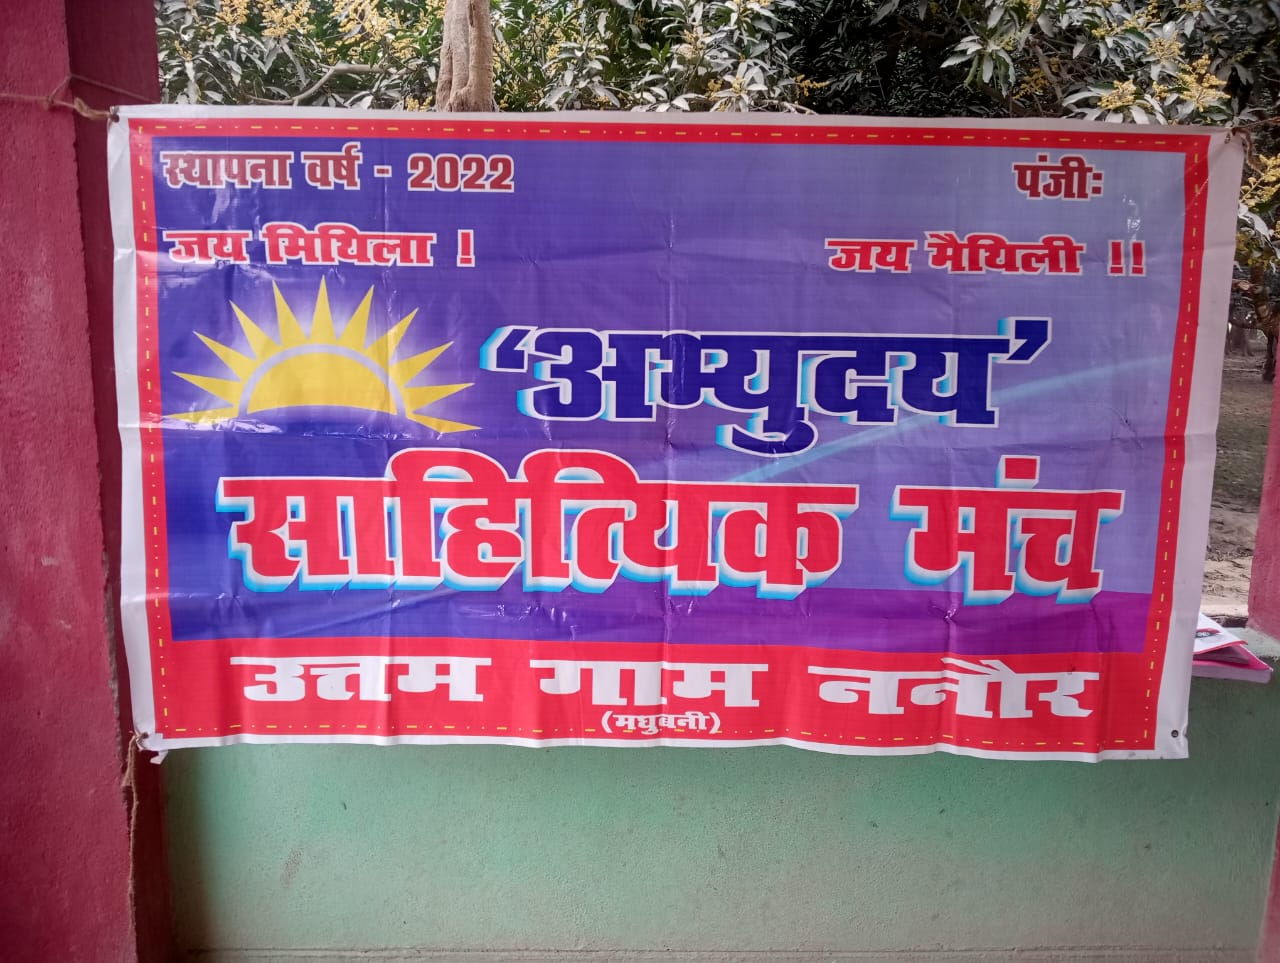 स्थापना वर्ष - 2022 पंजीः
जय मिथिला ! जय मैथिली !!
‘अभ्युदय’
साहित्यिक मंच
उत्तम गाम ननौर
(मधुबनी)